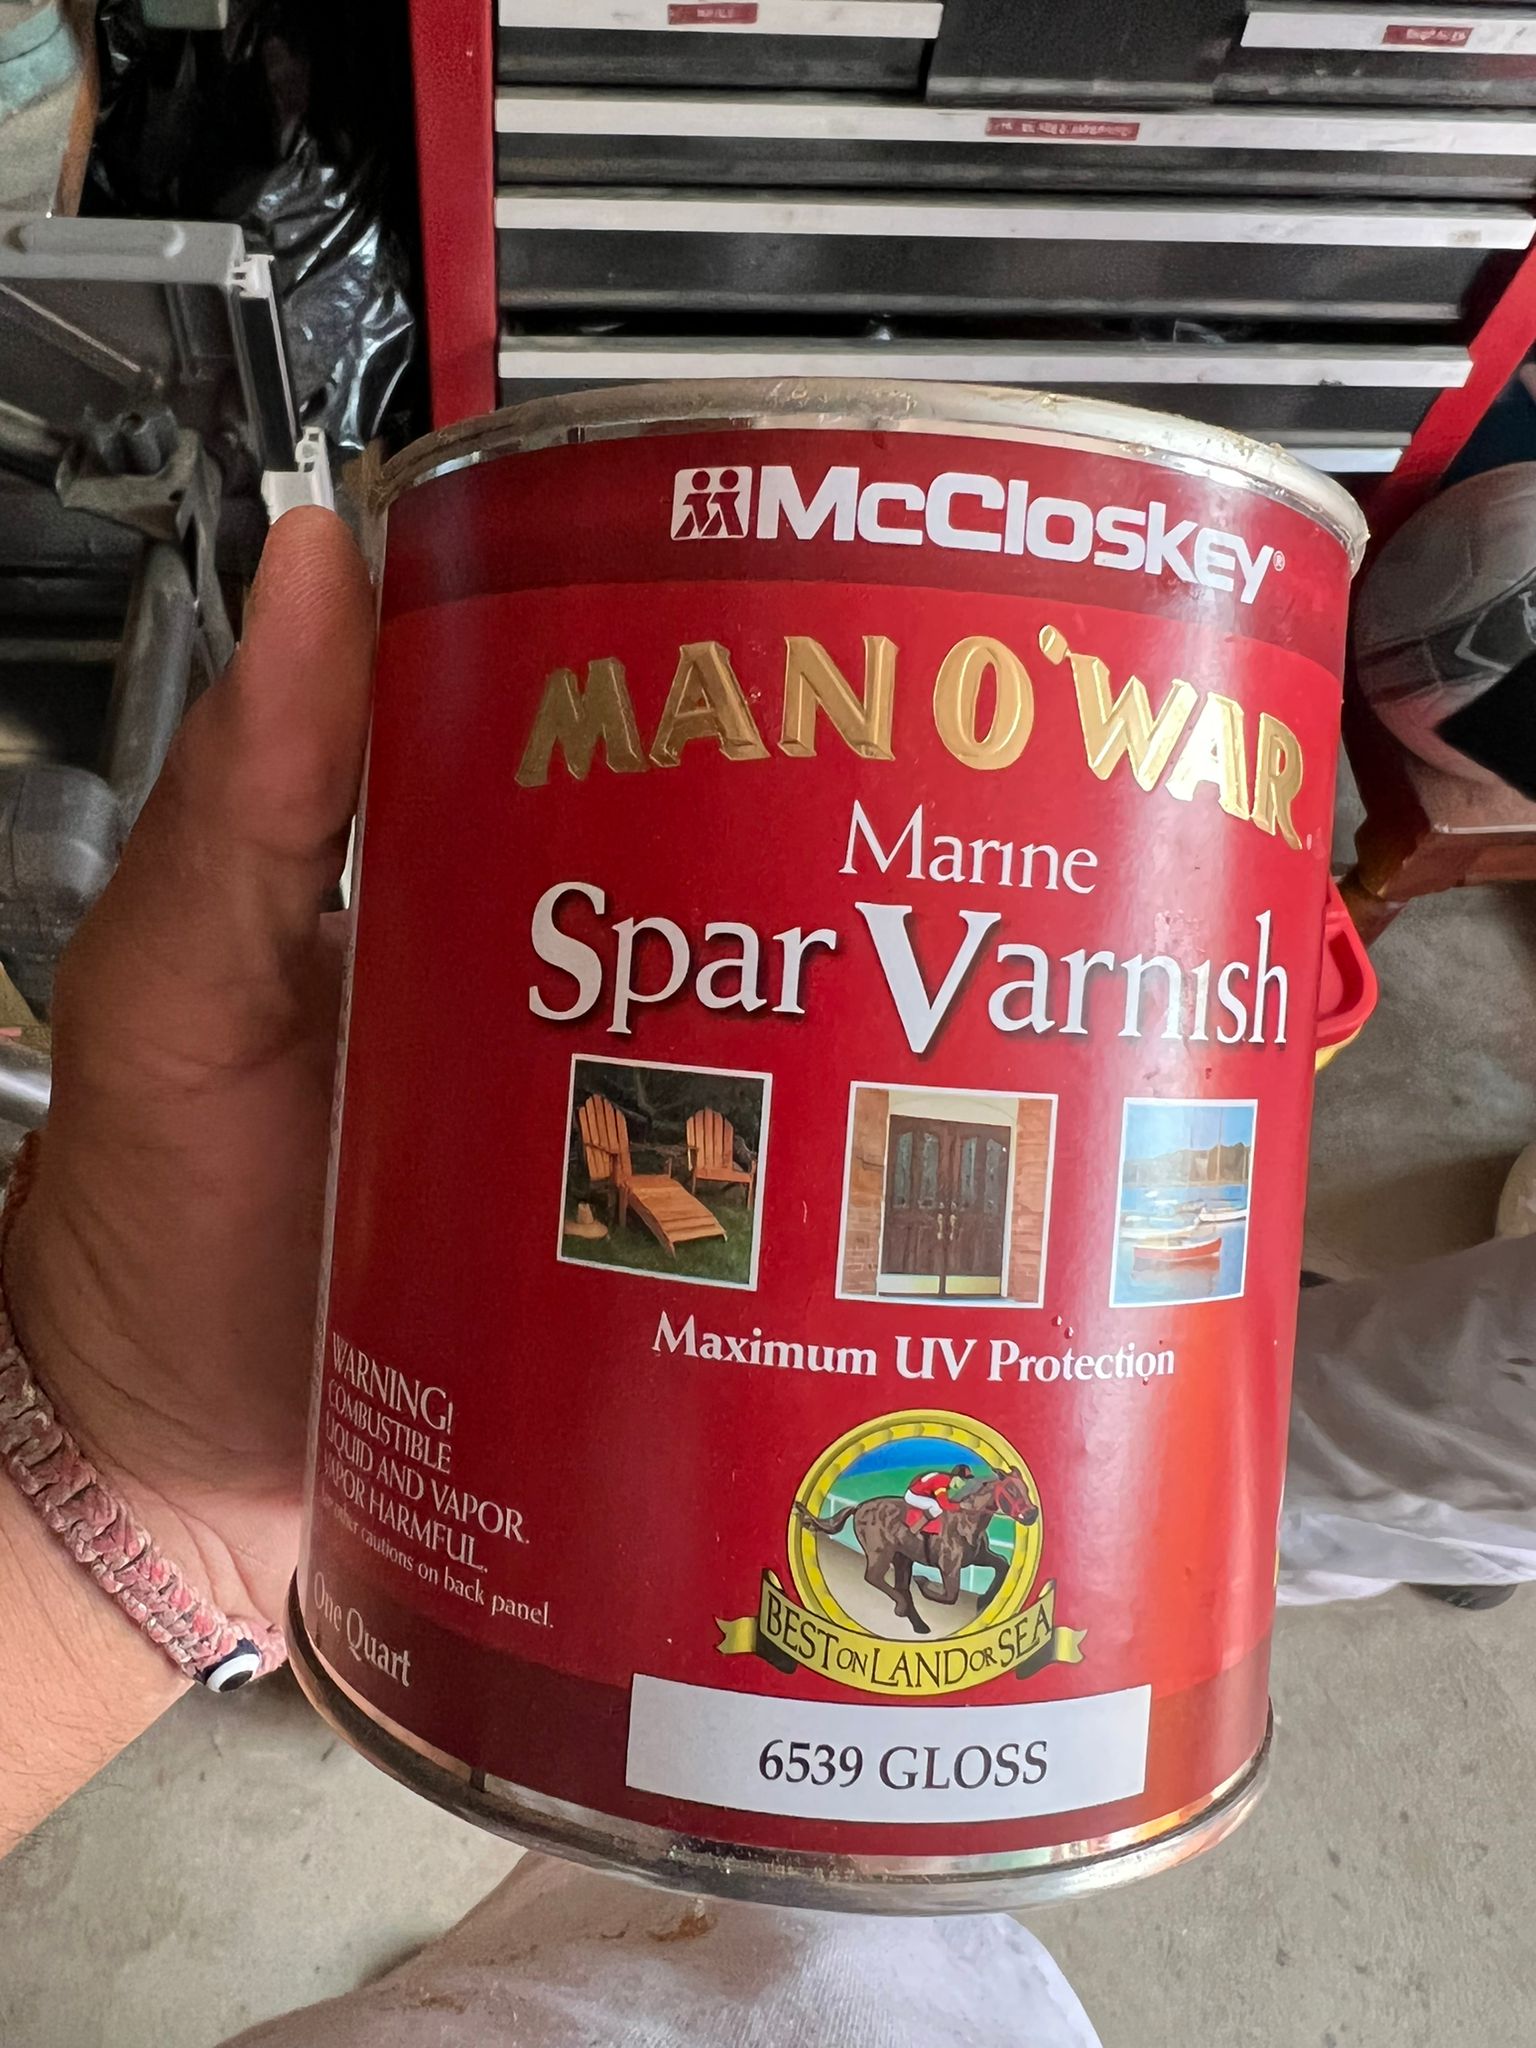 McCloskey®
MAN O'WAR
Marine
Spar Varnish
Maximum UV Protection
WARNING!
COMBUSTIBLE
LIQUID AND VAPOR.
VAPOR HARMFUL.
other cautions on back panel.
One Quart
BEST ON LAND OR SEA
6539 GLOSS